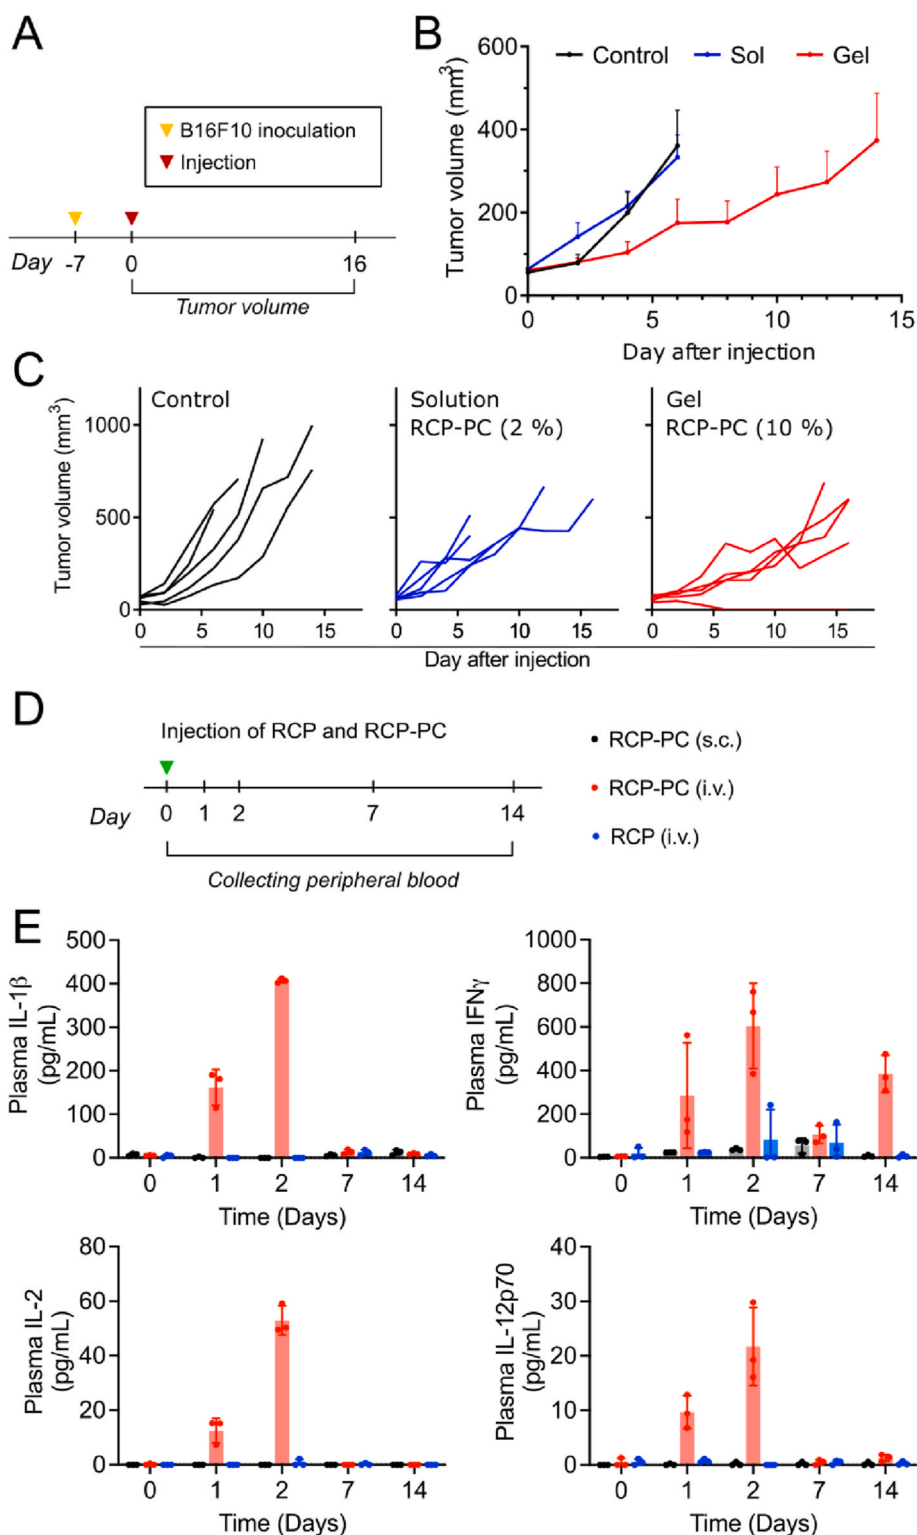 A
B16F10 inoculation
Injection
Day -7 0 16
Tumor volume
B
600
400
200
0
Tumor volume (mm³)
Control Sol Gel
0 5 10 15
Day after injection
C
Tumor volume (mm³)
1000
500
0
Control
0 5 10 15
Solution
RCP-PC (2 %)
0 5 10 15
Gel
RCP-PC (10 %)
0 5 10 15
Day after injection
D
Injection of RCP and RCP-PC
Day 0 1 2 7 14
Collecting peripheral blood
RCP-PC (s.c.)
RCP-PC (i.v.)
RCP (i.v.)
E
Plasma IL-1β
(pg/mL)
500
400
300
200
100
0
0 1 2 7 14
Time (Days)
Plasma IFNγ
(pg/mL)
1000
800
600
400
200
0
0 1 2 7 14
Time (Days)
Plasma IL-2
(pg/mL)
80
60
40
20
0
0 1 2 7 14
Time (Days)
Plasma IL-12p70
(pg/mL)
40
30
20
10
0
0 1 2 7 14
Time (Days)